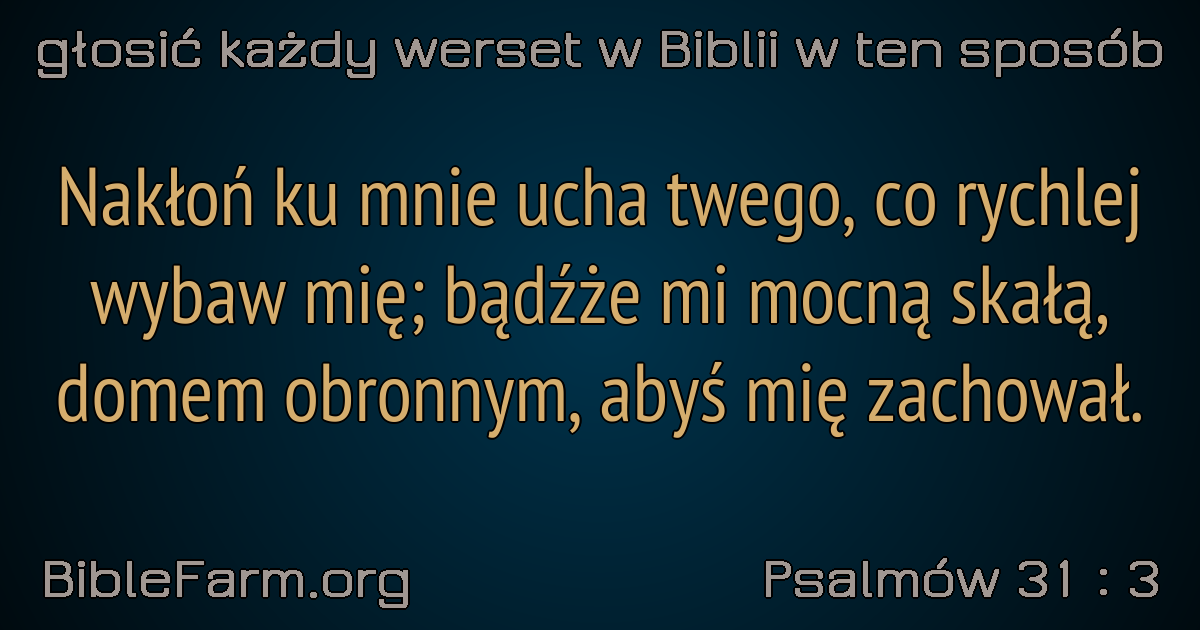 głosić każdy werset w Biblii w ten sposób
Nakłoń ku mnie ucha twego, co rychlej
wybaw mię; bądźże mi mocną skałą,
domem obronnym, abyś mię zachował.
BibleFarm.org
Psalmów 31 : 3